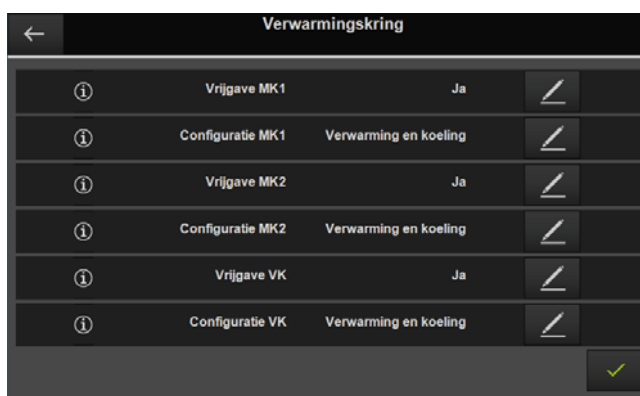 Verwarmingskring
Vrijgave MK1 Ja
Configuratie MK1 Verwarming en koeling
Vrijgave MK2 Ja
Configuratie MK2 Verwarming en koeling
Vrijgave VK Ja
Configuratie VK Verwarming en koeling